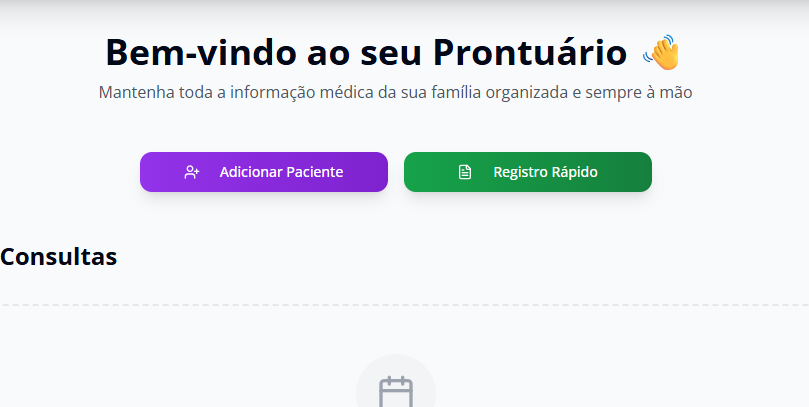 Bem-vindo ao seu Prontuário 👋
Mantenha toda a informação médica da sua família organizada e sempre à mão
Adicionar Paciente
Registro Rápido
Consultas